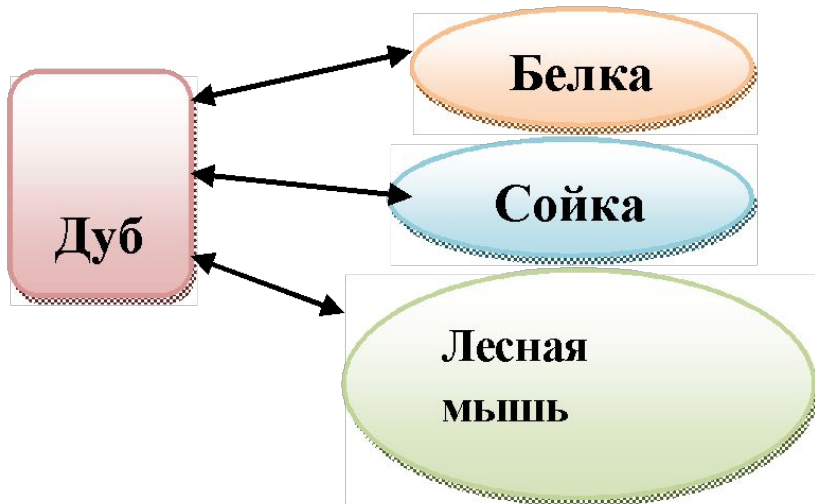 Белка
Сойка
Дуб
Лесная
мышь